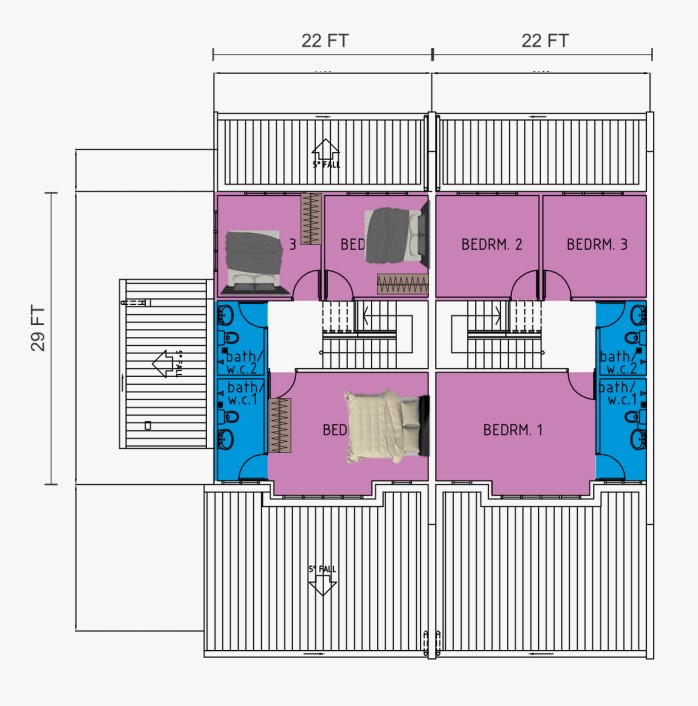 22 FT
22 FT
5° FALL
3
BED
BEDRM. 2
BEDRM. 3
29 FT
5° FALL
bath/
w.c.2
bath/
w.c.1
bath/
w.c.2
bath/
w.c.1
BED
BEDRM. 1
5° FALL